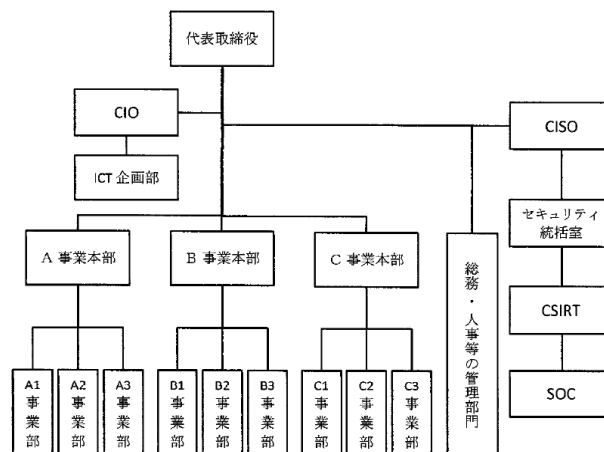 代表取締役
CIO
CISO
ICT 企画部
セキュリティ
統括室
A 事業本部
B 事業本部
C 事業本部
総務・人事等の管理部門
CSIRT
SOC
A1
事業部
A2
事業部
A3
事業部
B1
事業部
B2
事業部
B3
事業部
C1
事業部
C2
事業部
C3
事業部